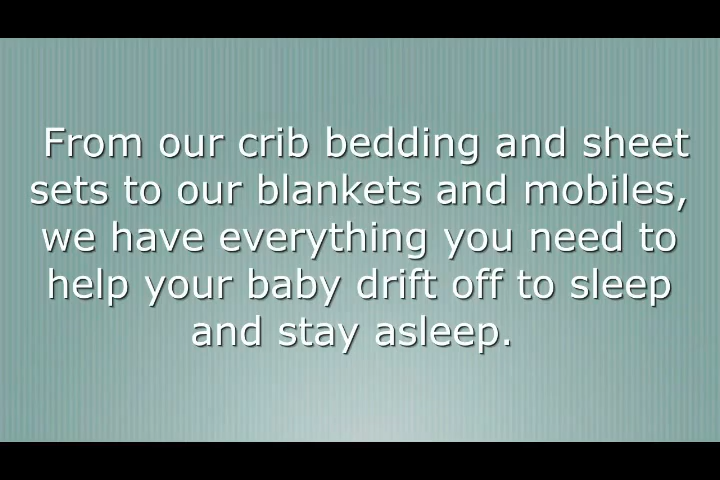 From our crib bedding and sheet
sets to our blankets and mobiles,
we have everything you need to
help your baby drift off to sleep
and stay asleep.